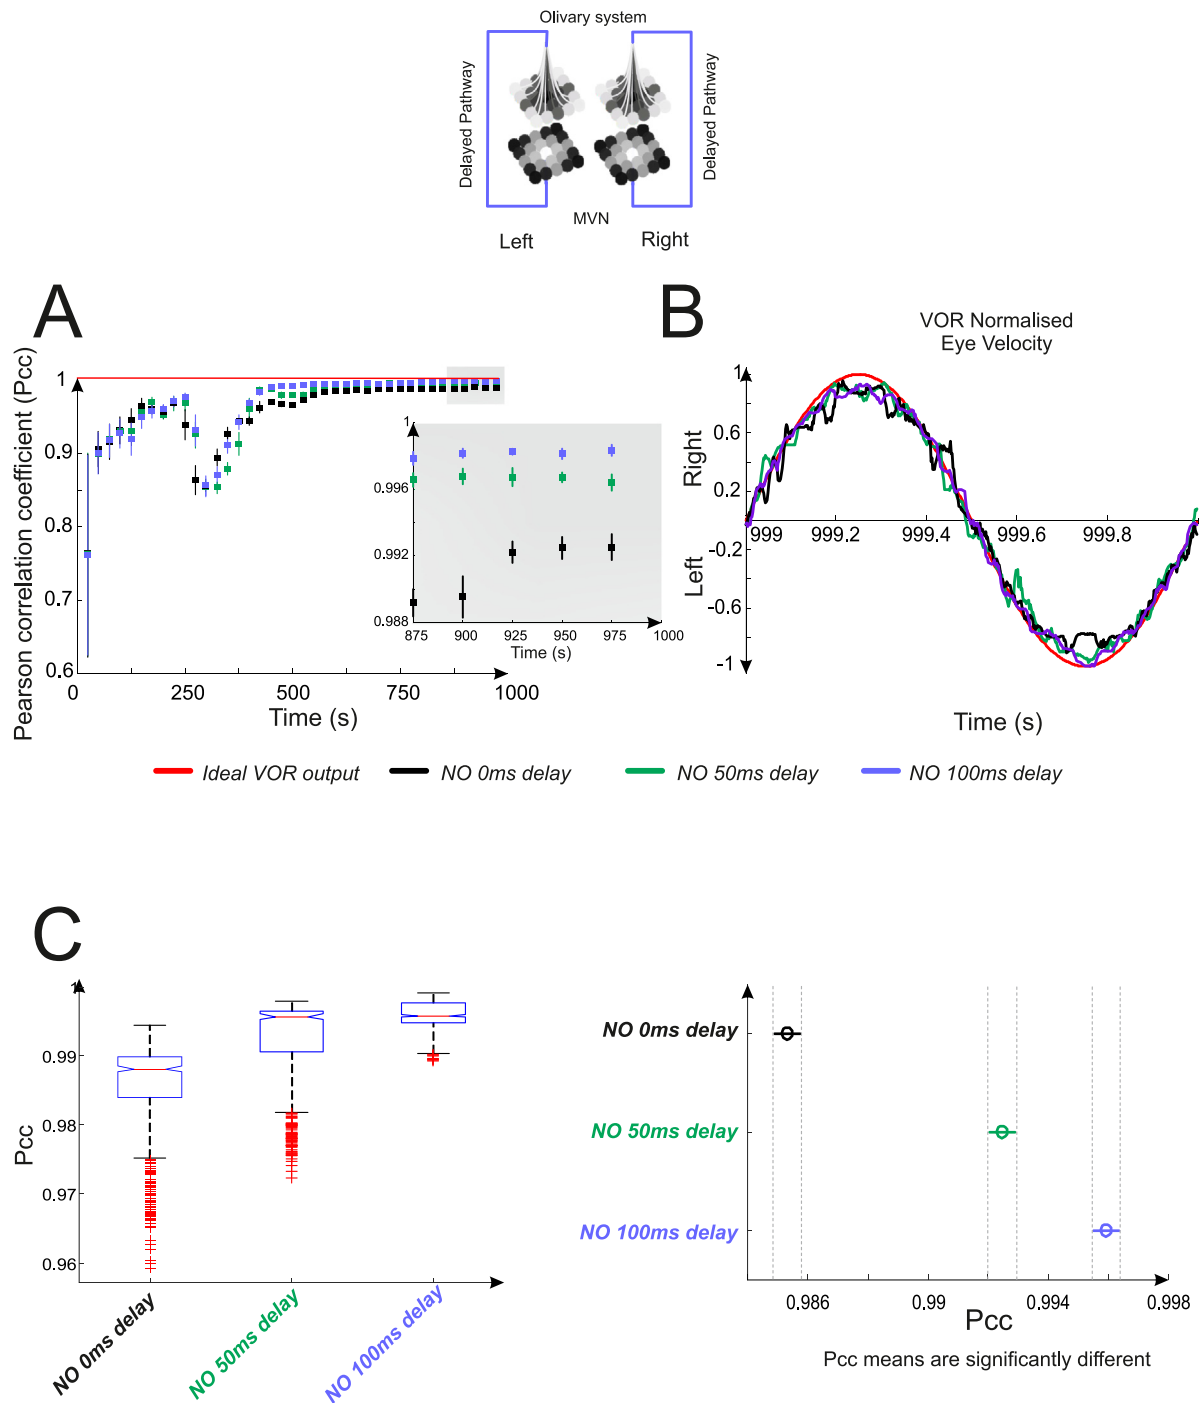 Olivary system
Delayed Pathway
Delayed Pathway
MVN
Left
Right
A
Pearson correlation coefficient (Pcc)
1
0.9
0.8
0.7
0.6
0
250
500
750
1000
Time (s)
1
0.996
0.992
0.988
875
900
925
950
975
1000
Time (s)
B
VOR Normalised
Eye Velocity
Right
Left
1
0.6
0.2
-0.2
-0.6
-1
999
999.2
999.4
999.6
999.8
Time (s)
Ideal VOR output
NO 0ms delay
NO 50ms delay
NO 100ms delay
C
Pcc
1
0.99
0.98
0.97
0.96
NO 0ms delay
NO 50ms delay
NO 100ms delay
NO 0ms delay
NO 50ms delay
NO 100ms delay
0.986
0.99
0.994
0.998
Pcc
Pcc means are significantly different